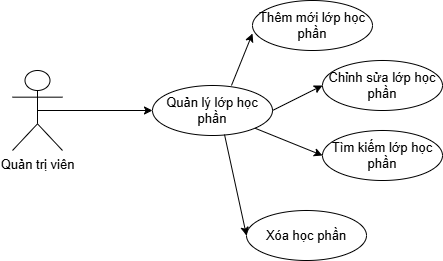 Thêm mới lớp học
phần
Chỉnh sửa lớp học
phần
Quản lý lớp học
phần
Tìm kiếm lớp học
phần
Quản trị viên
Xóa học phần